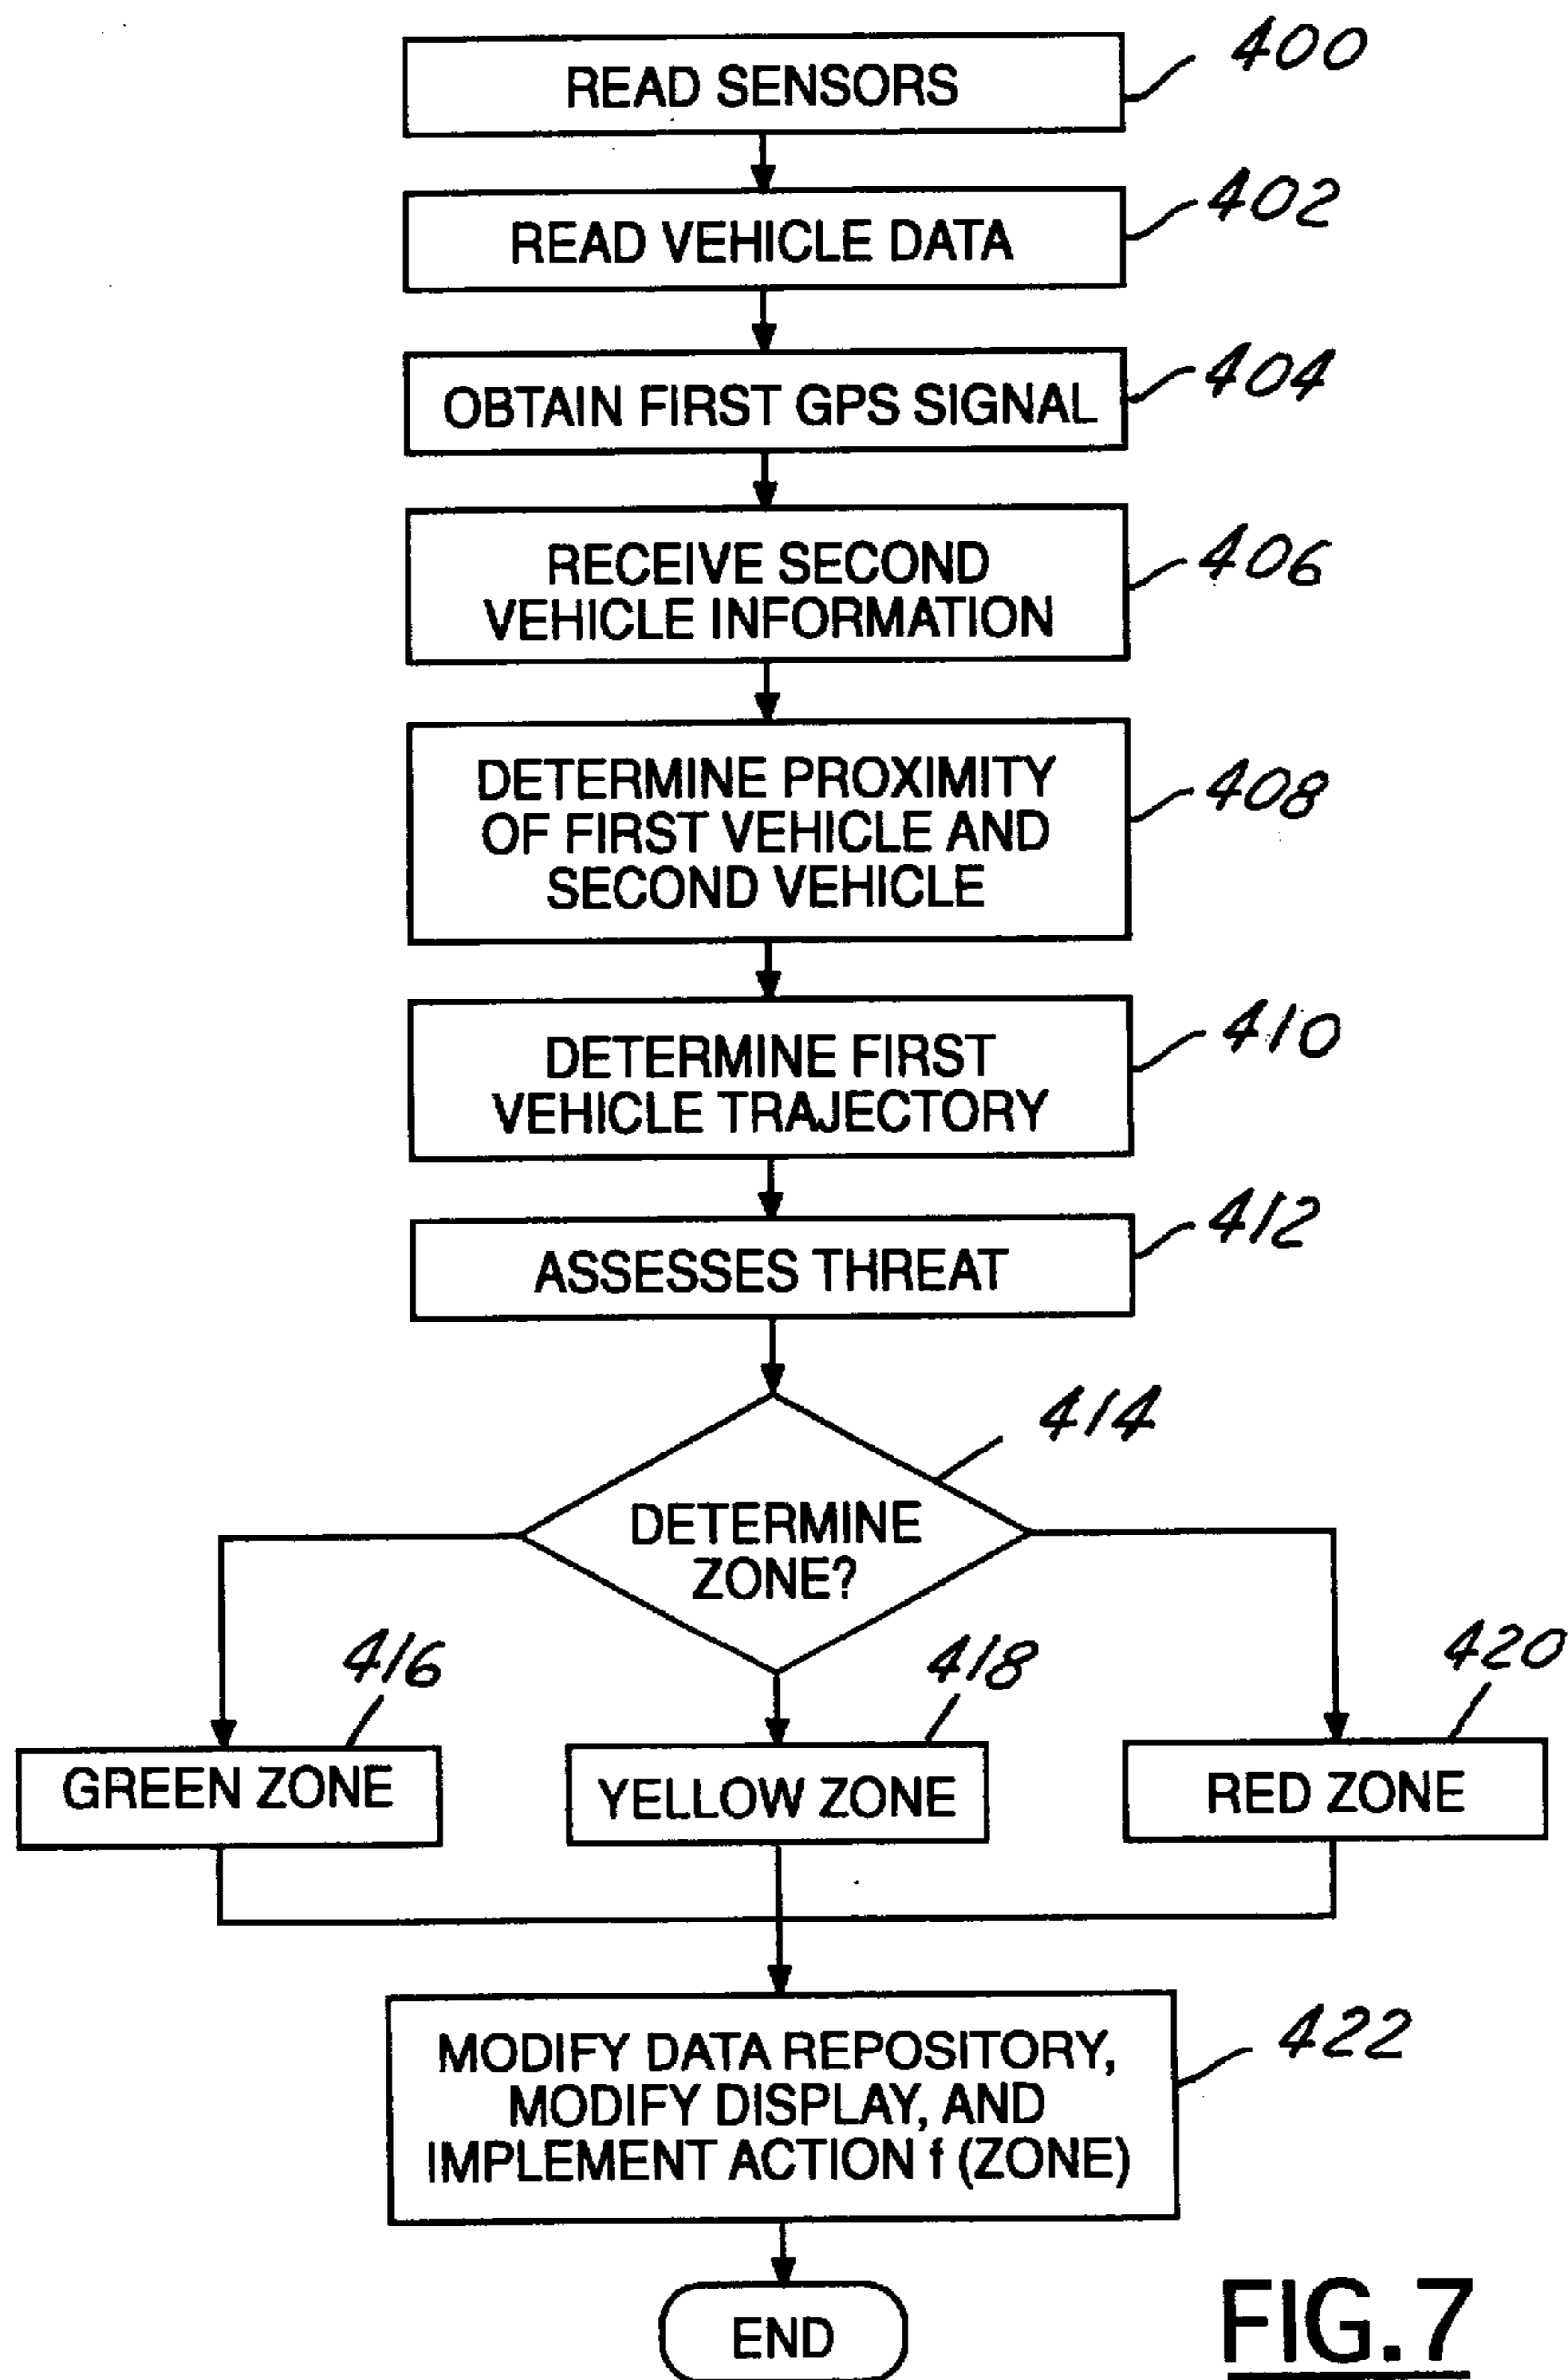 READ SENSORS
400
READ VEHICLE DATA
402
OBTAIN FIRST GPS SIGNAL
404
RECEIVE SECOND
VEHICLE INFORMATION
406
DETERMINE PROXIMITY
OF FIRST VEHICLE AND
SECOND VEHICLE
408
DETERMINE FIRST
VEHICLE TRAJECTORY
410
ASSESSES THREAT
412
414
DETERMINE
ZONE?
416
418
420
GREEN ZONE
YELLOW ZONE
RED ZONE
MODIFY DATA REPOSITORY,
MODIFY DISPLAY, AND
IMPLEMENT ACTION f (ZONE)
422
END
FIG.7